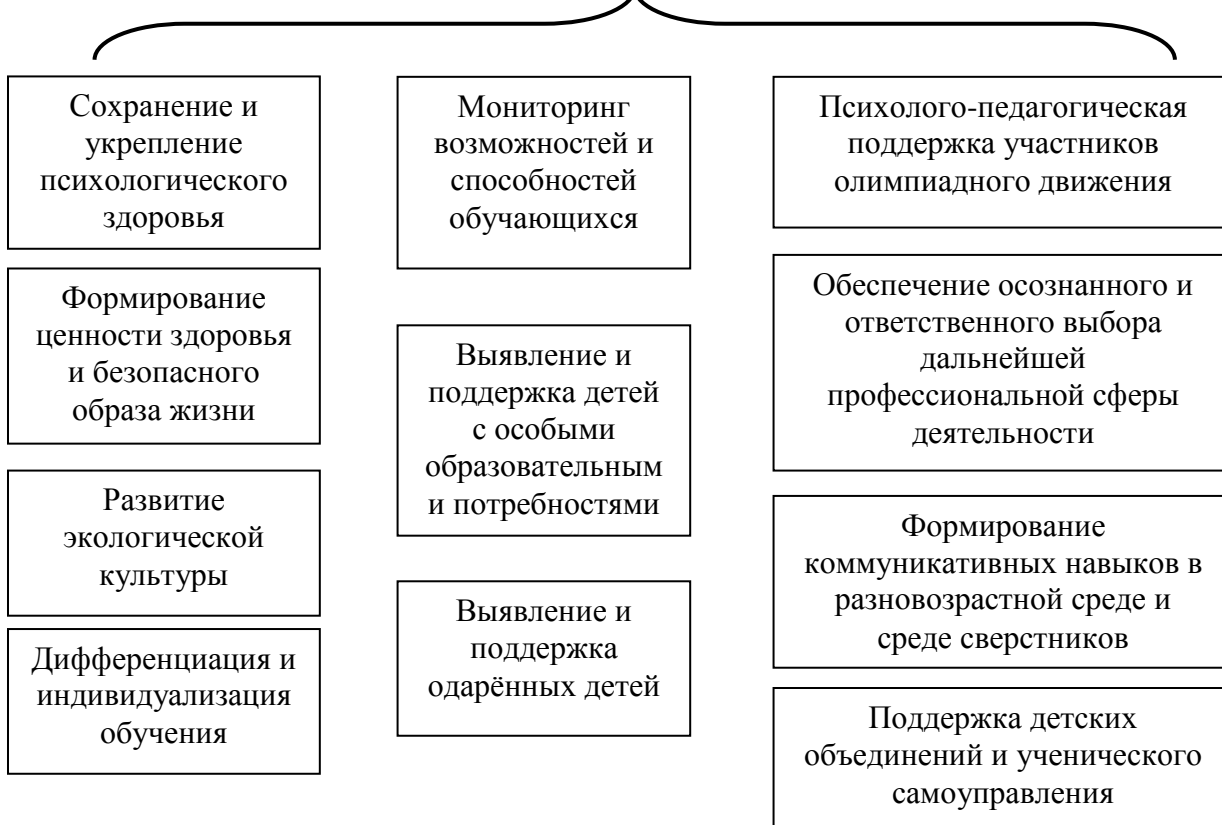 Сохранение и
укрепление
психологического
здоровья
Формирование
ценности здоровья
и безопасного
образа жизни
Развитие
экологической
культуры
Дифференциация и
индивидуализация
обучения
Мониторинг
возможностей и
способностей
обучающихся
Выявление и
поддержка детей
с особыми
образовательным
и потребностями
Выявление и
поддержка
одарённых детей
Психолого-педагогическая
поддержка участников
олимпиадного движения
Обеспечение осознанного и
ответственного выбора
дальнейшей
профессиональной сферы
деятельности
Формирование
коммуникативных навыков в
разновозрастной среде и
среде сверстников
Поддержка детских
объединений и ученического
самоуправления